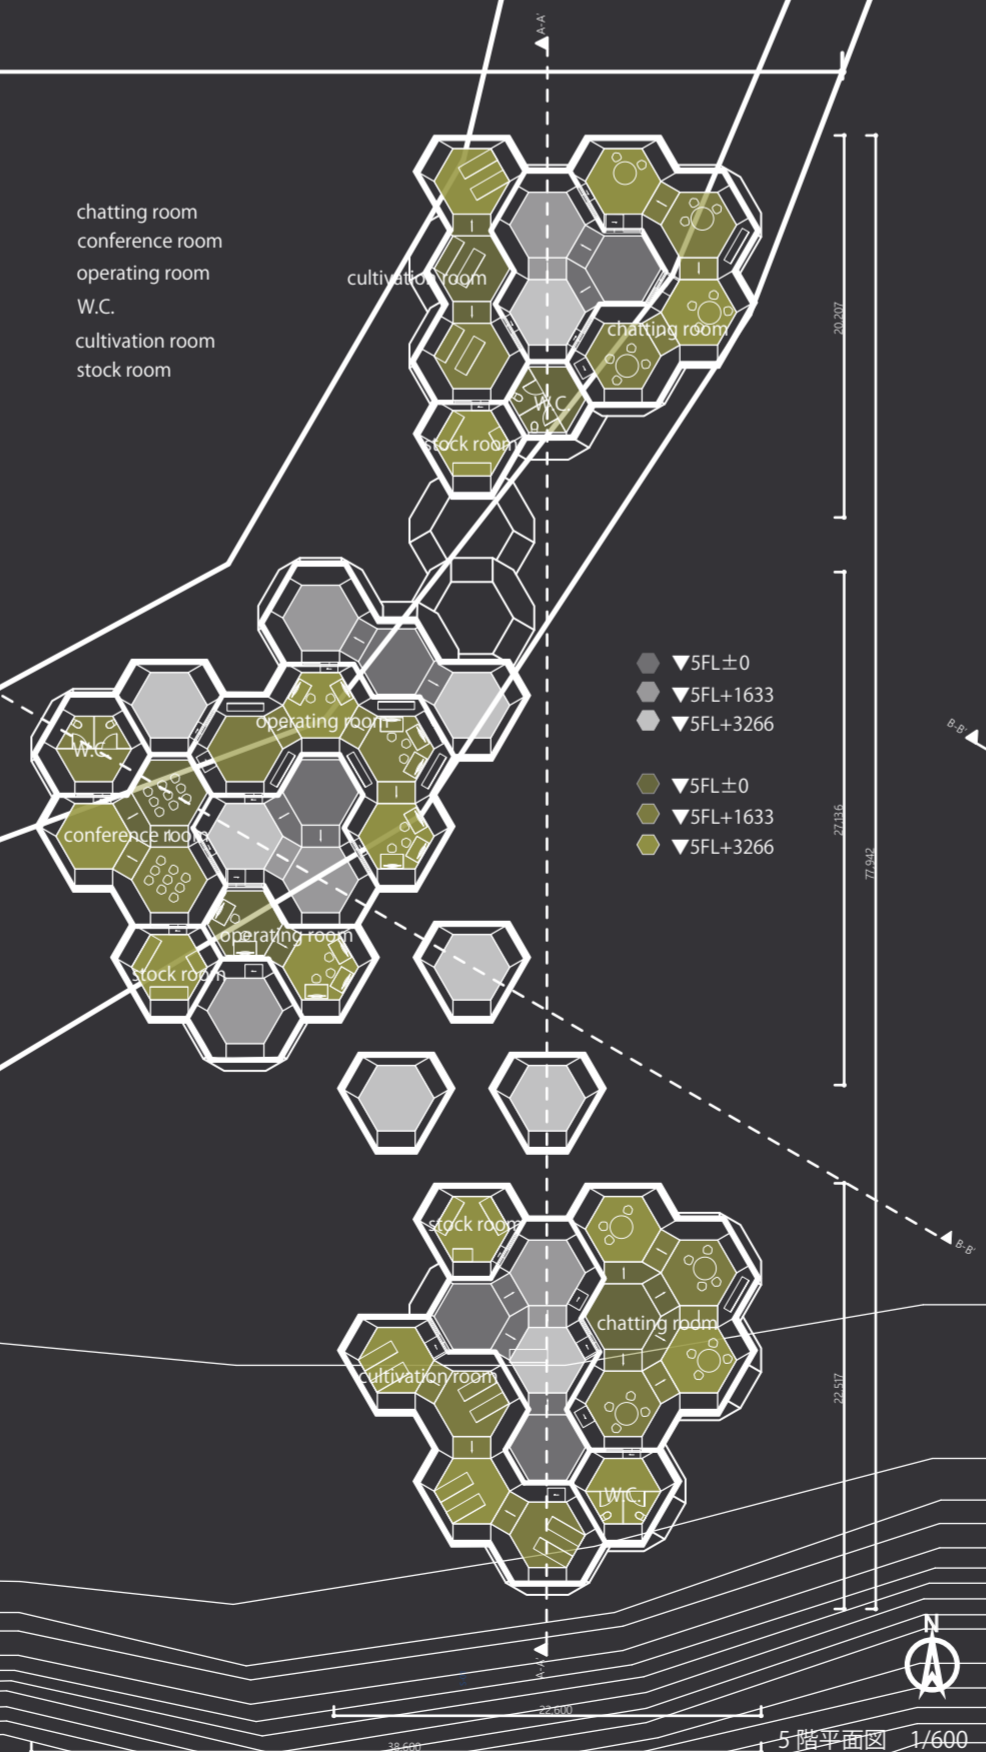 A-A'
chatting room
conference room
operating room
W.C.
cultivation room
stock room
cultivation room
chatting room
W.C.
stock room
20,207
▼5FL±0
▼5FL+1633
▼5FL+3266
▼5FL±0
▼5FL+1633
▼5FL+3266
operating room
W.C.
conference room
operating room
stock room
B-B'
27,136
77,942
B-B'
stock room
chatting room
cultivation room
W.C.
22,517
N
A-A'
22,600
38,600
5 階平面図 1/600